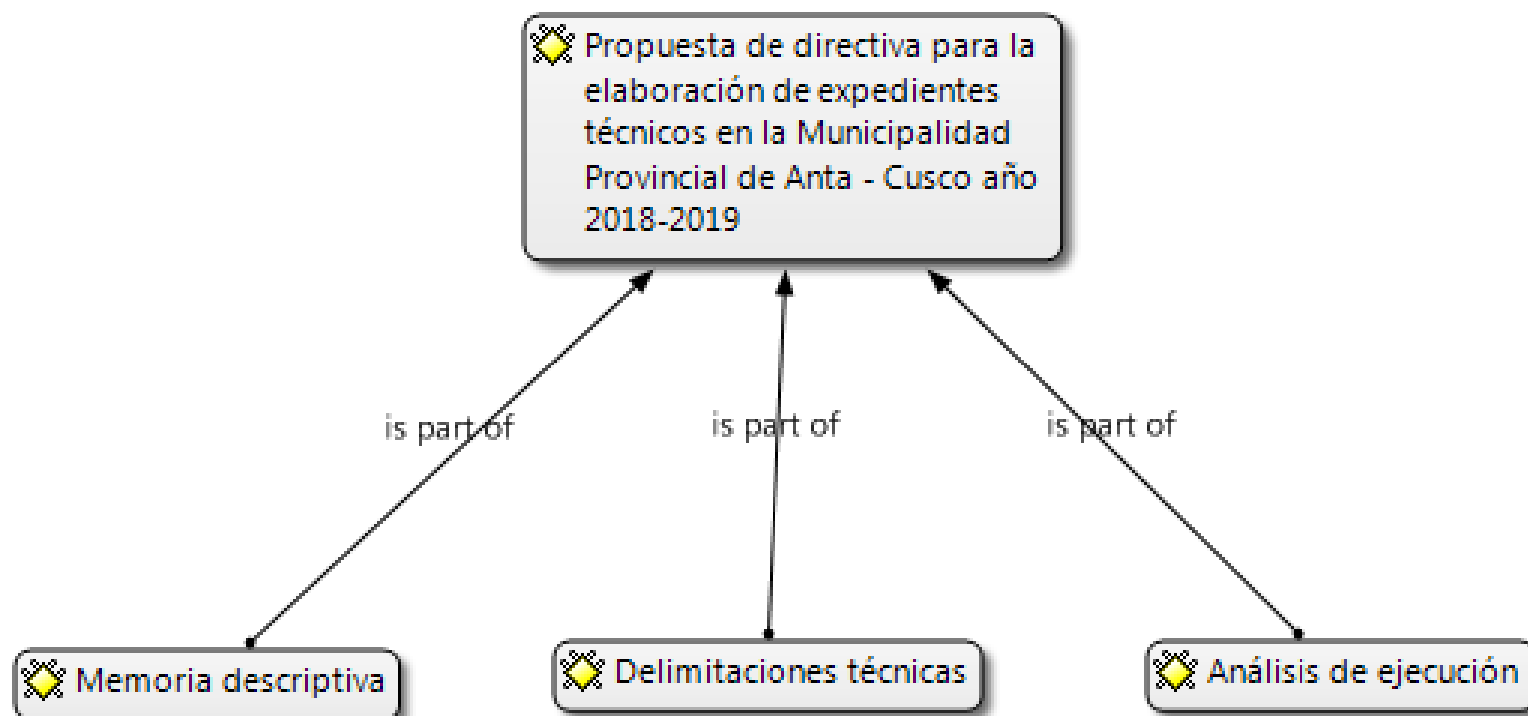 Propuesta de directiva para la
elaboración de expedientes
técnicos en la Municipalidad
Provincial de Anta - Cusco año
2018-2019
is part of
is part of
is part of
Memoria descriptiva
Delimitaciones técnicas
Análisis de ejecución